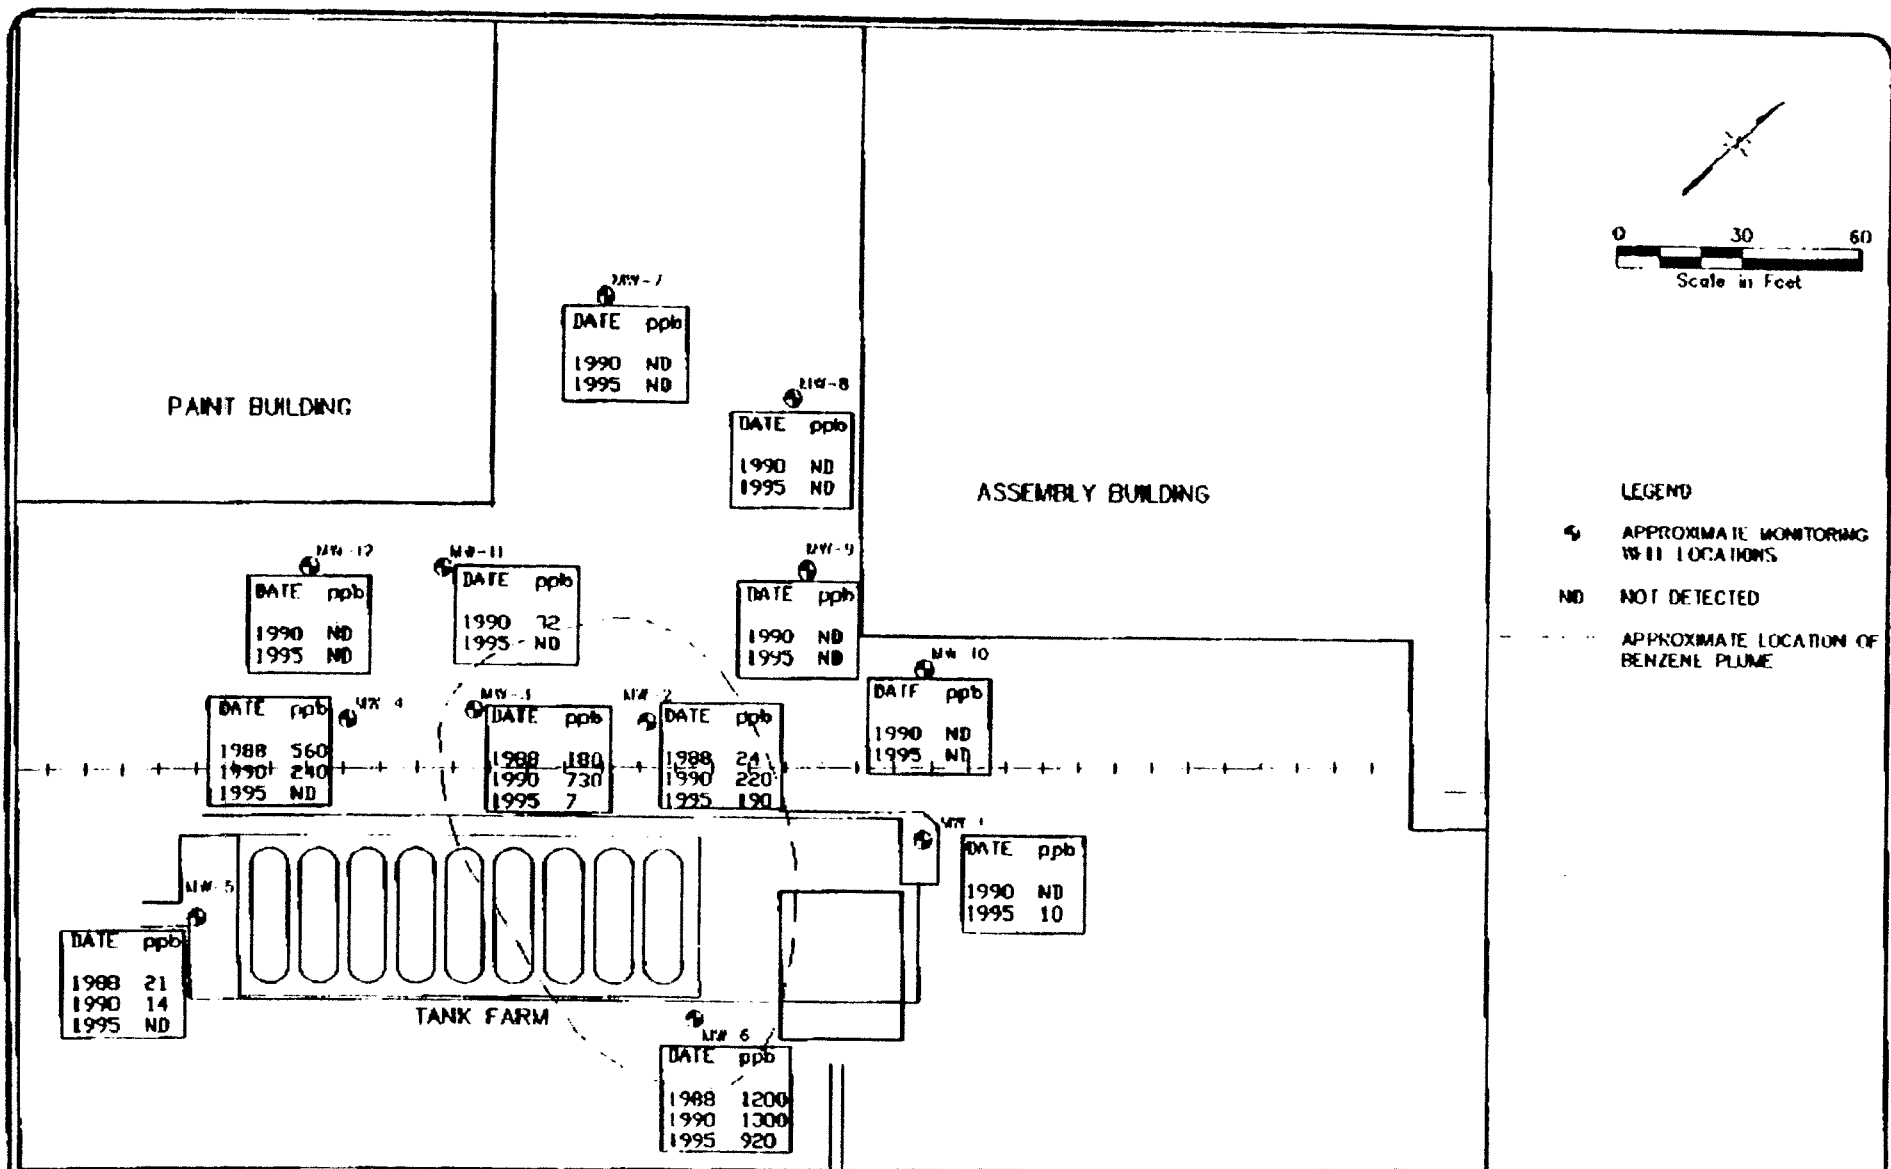 0 30 60
Scale in Feet
MW-7
DATE ppb
1990 ND
1995 ND
MW-8
DATE ppb
1990 ND
1995 ND
PAINT BUILDING
ASSEMBLY BUILDING
LEGEND
APPROXIMATE MONITORING
WELL LOCATIONS
ND NOT DETECTED
APPROXIMATE LOCATION OF
BENZENE PLUME
MW-12
DATE ppb
1990 ND
1995 ND
MW-11
DATE ppb
1990 72
1995 ND
MW-9
DATE ppb
1990 ND
1995 ND
MW 10
DATE ppb
1990 ND
1995 ND
MW 4
DATE ppb
1988 560
1990 240
1995 ND
MW-3
DATE ppb
1988 180
1990 730
1995 7
MW-2
DATE ppb
1988 24
1990 220
1995 190
MW 1
DATE ppb
1990 ND
1995 10
MW-5
DATE ppb
1988 21
1990 14
1995 ND
TANK FARM
MW 6
DATE ppb
1988 1200
1990 1300
1995 920